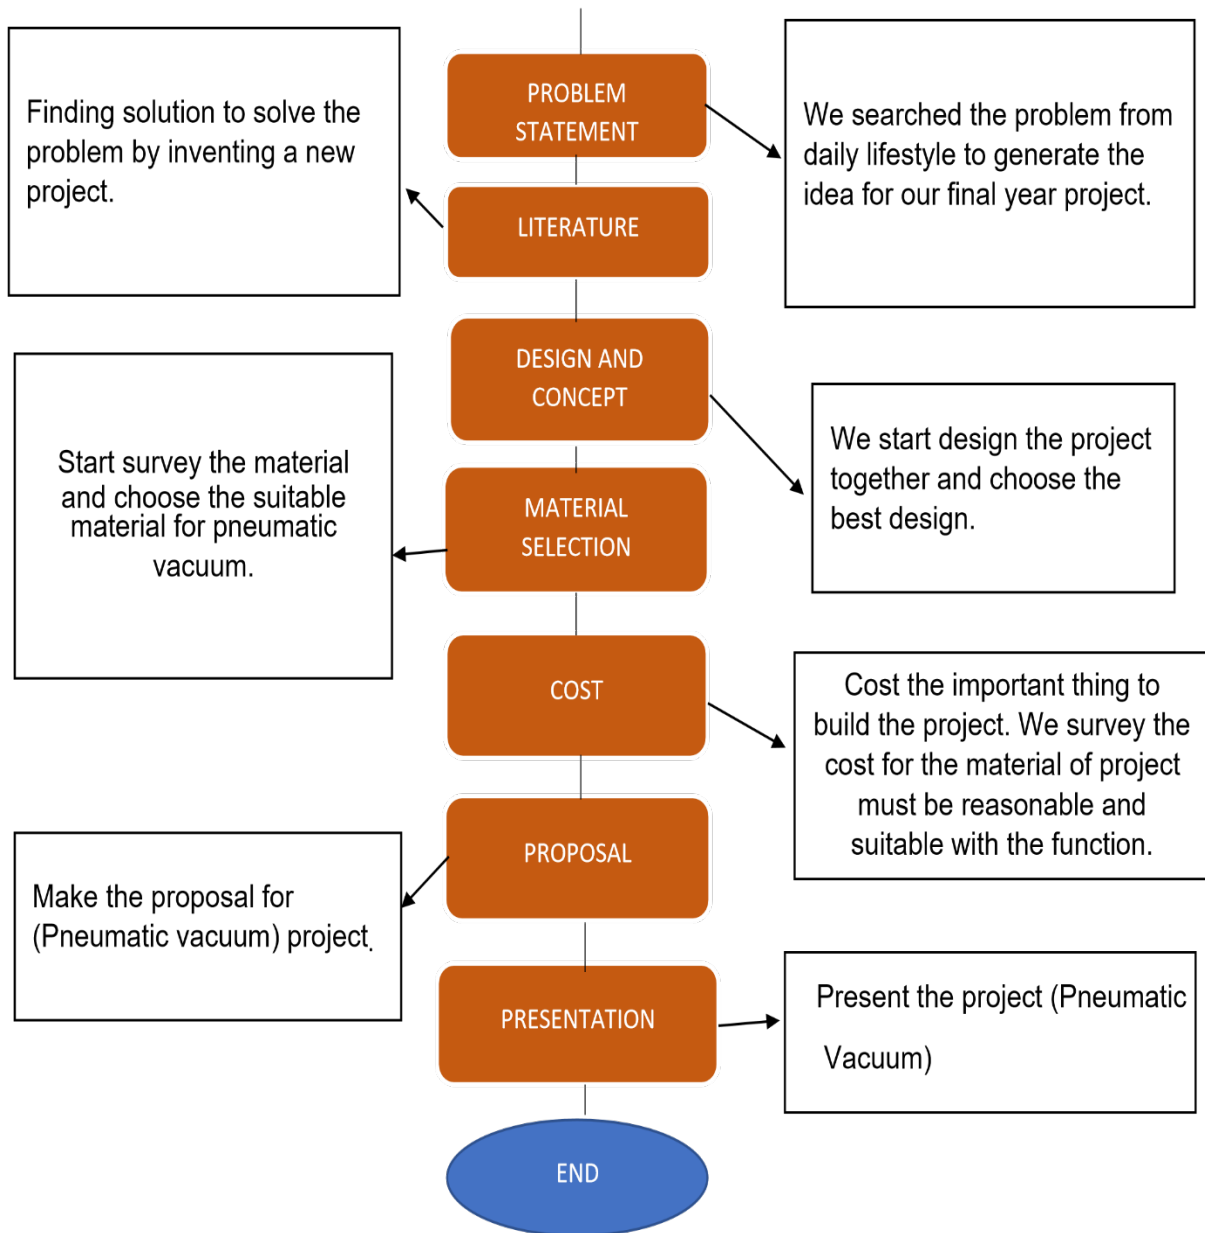 PROBLEM
STATEMENT
We searched the problem from
daily lifestyle to generate the
idea for our final year project.
Finding solution to solve the
problem by inventing a new
project.
LITERATURE
DESIGN AND
CONCEPT
We start design the project
together and choose the
best design.
Start survey the material
and choose the suitable
material for pneumatic
vacuum.
MATERIAL
SELECTION
COST
Cost the important thing to
build the project. We survey the
cost for the material of project
must be reasonable and
suitable with the function.
PROPOSAL
Make the proposal for
(Pneumatic vacuum) project.
PRESENTATION
Present the project (Pneumatic
Vacuum)
END